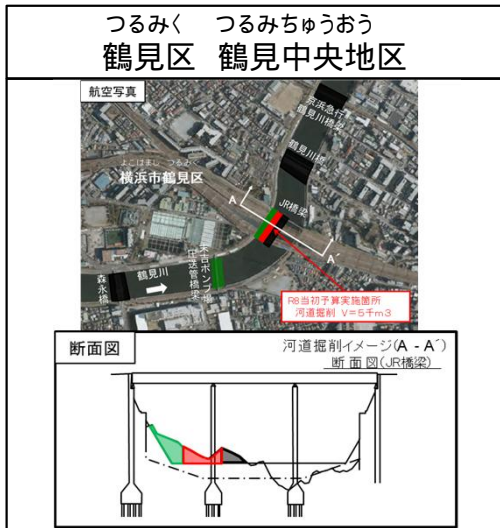 つるみく つるみちゅうおう
鶴見区 鶴見中央地区
航空写真
京浜急行
鶴見川橋梁
鶴見川橋
よこはまし つるみく
横浜市鶴見区
JR橋梁
A
A´
末吉ポンプ場
圧送管橋梁
鶴見川
森永橋
R8当初予算実施箇所
河道掘削 V=5千m3
断面図
河道掘削イメージ(A - A´)
断 面 図(JR橋梁)